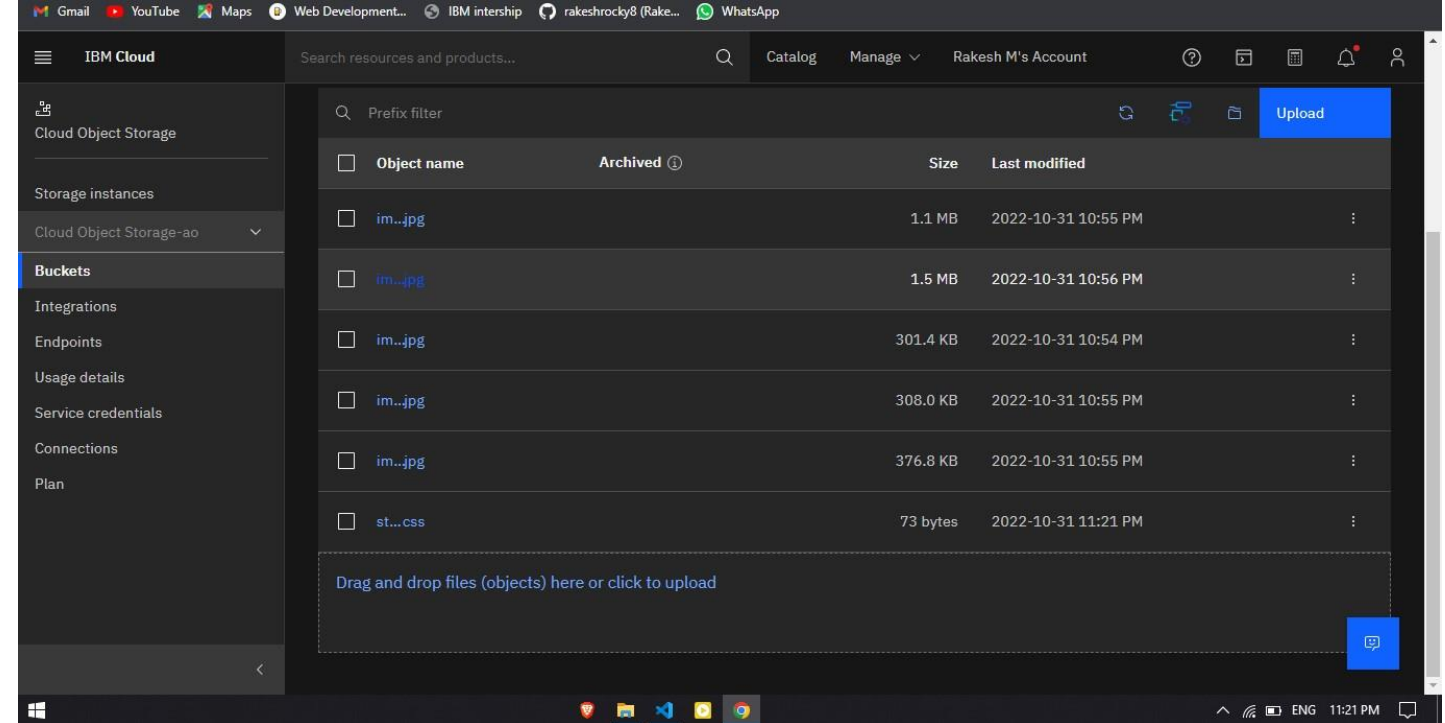 Gmail YouTube Maps Web Development... IBM intership rakeshrocky8 (Rake... WhatsApp
IBM Cloud Search resources and products... Catalog Manage Rakesh M's Account
Cloud Object Storage
Storage instances
Cloud Object Storage-ao
Buckets
Integrations
Endpoints
Usage details
Service credentials
Connections
Plan
Prefix filter Upload
Object name Archived Size Last modified
im...jpg 1.1 MB 2022-10-31 10:55 PM
im...jpg 1.5 MB 2022-10-31 10:56 PM
im...jpg 301.4 KB 2022-10-31 10:54 PM
im...jpg 308.0 KB 2022-10-31 10:55 PM
im...jpg 376.8 KB 2022-10-31 10:55 PM
st...css 73 bytes 2022-10-31 11:21 PM
Drag and drop files (objects) here or click to upload
ENG 11:21 PM